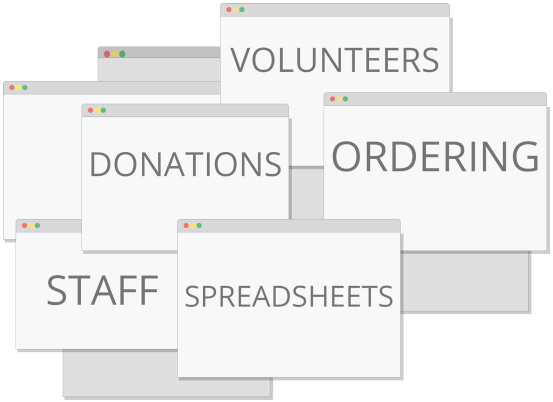 VOLUNTEERS
ORDERING
DONATIONS
STAFF
SPREADSHEETS